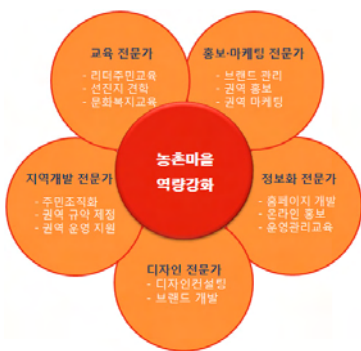 교육 전문가
- 리더주민교육
- 선진지 견학
- 문화복지교육
홍보·마케팅 전문가
- 브랜드 관리
- 권역 홍보
- 권역 마케팅
농촌마을
역량강화
지역개발 전문가
- 주민조직화
- 권역 규약 제정
- 권역 운영 지원
정보화 전문가
- 홈페이지 개발
- 온라인 홍보
- 운영관리교육
디자인 전문가
- 디자인컨설팅
- 브랜드 개발